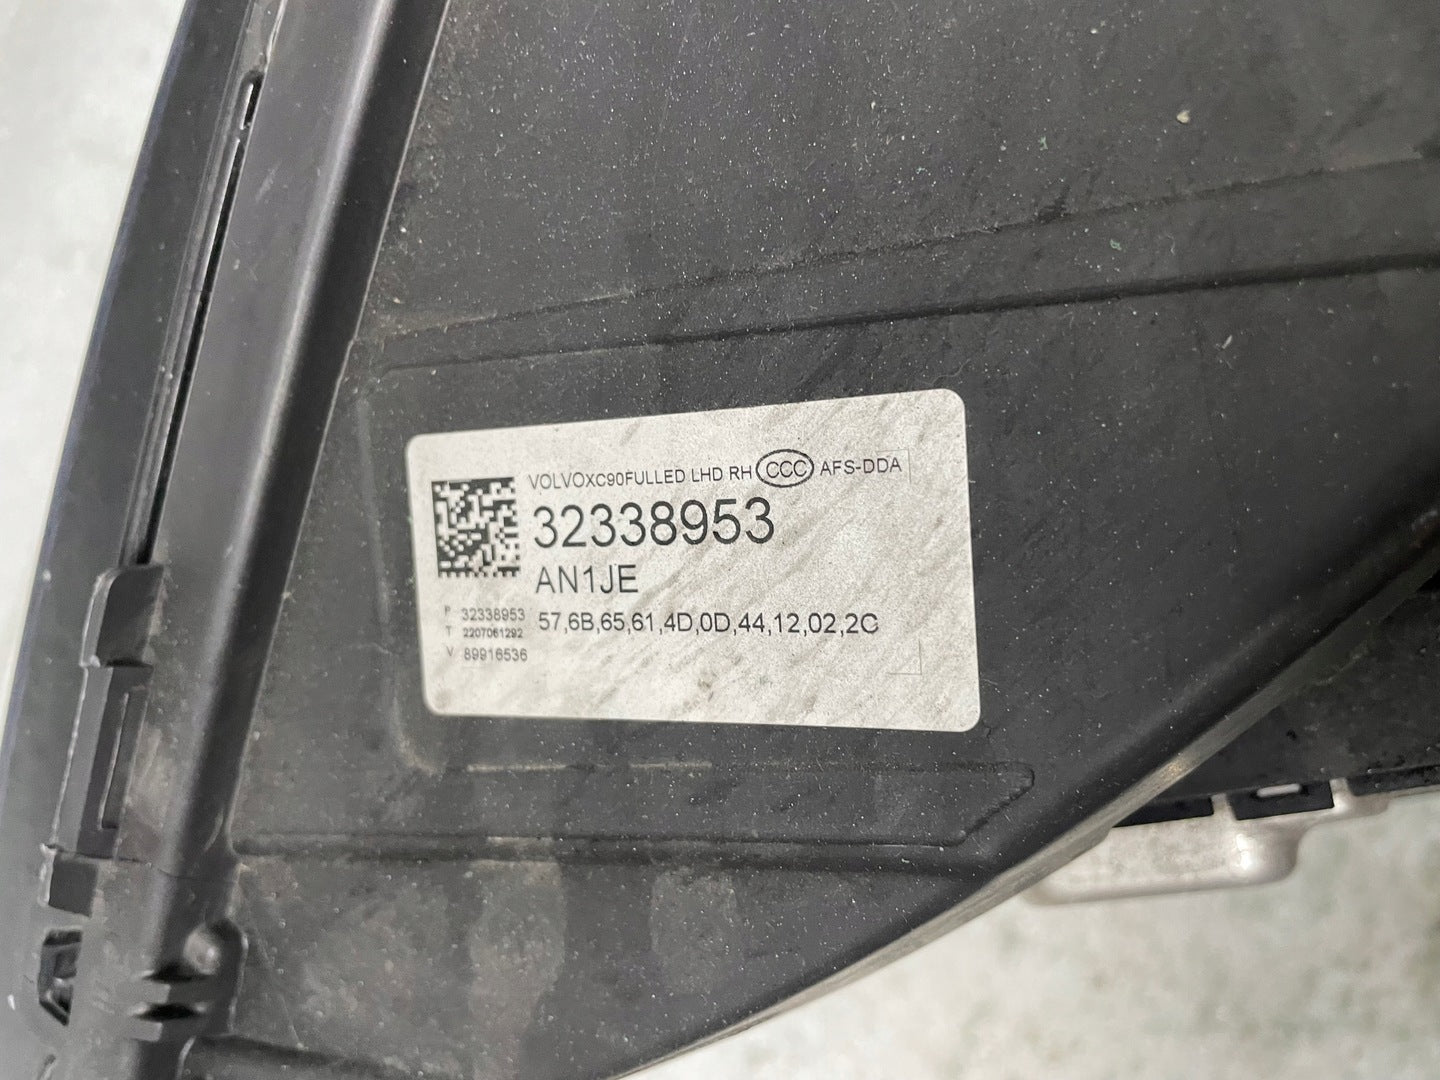 VOLVOXC90FULLED LHD RH CCC AFS-DDA
32338953
AN1JE
P 32338953
57,6B,65,61,4D,0D,44,12,02,2C
T 2207061292
V 89916536